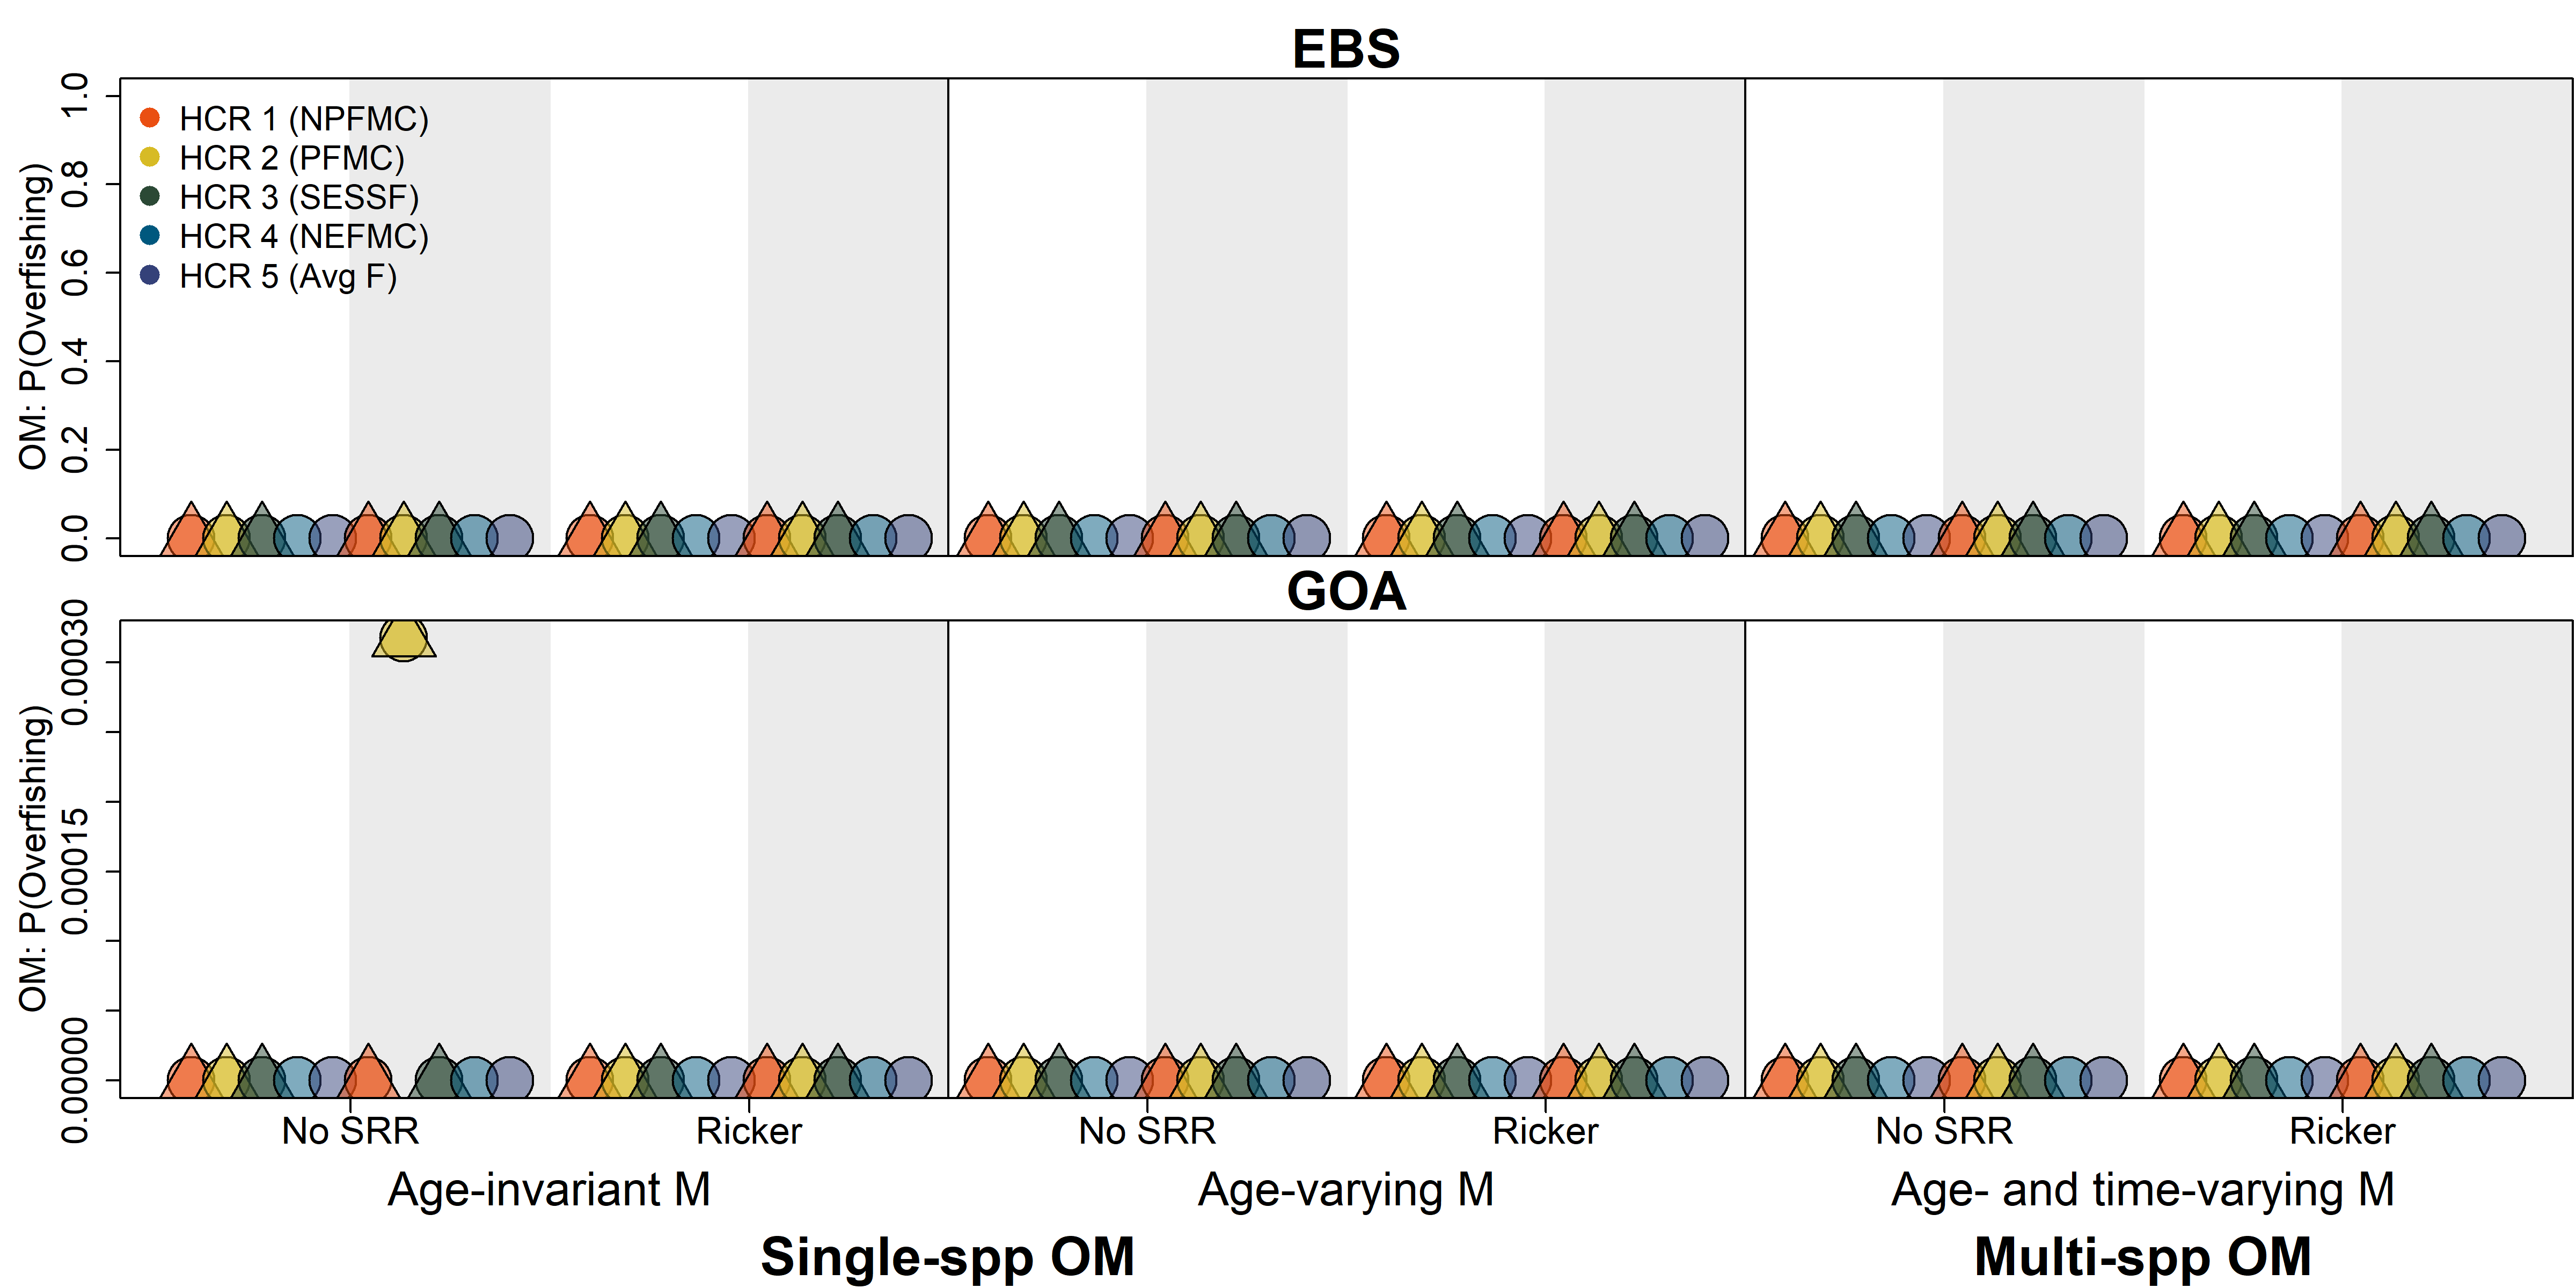 EBS
OM: P(Overfishing)
1.0
0.8
0.6
0.4
0.2
0.0
HCR 1 (NPFMC)
HCR 2 (PFMC)
HCR 3 (SESSF)
HCR 4 (NEFMC)
HCR 5 (Avg F)
GOA
OM: P(Overfishing)
0.00030
0.00015
0.00000
No SRR Ricker No SRR Ricker No SRR Ricker
Age-invariant M Age-varying M Age- and time-varying M
Single-spp OM Multi-spp OM